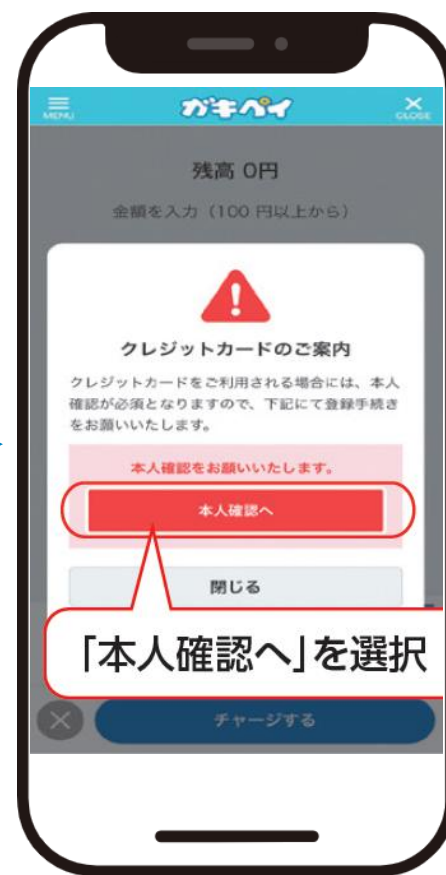 MENU
ガキペイ
CLOSE
残高 0円
金額を入力（100 円以上から）
クレジットカードのご案内
クレジットカードをご利用される場合には、本人
確認が必須となりますので、下記にて登録手続き
をお願いいたします。
本人確認をお願いいたします。
本人確認へ
閉じる
「本人確認へ」を選択
チャージする